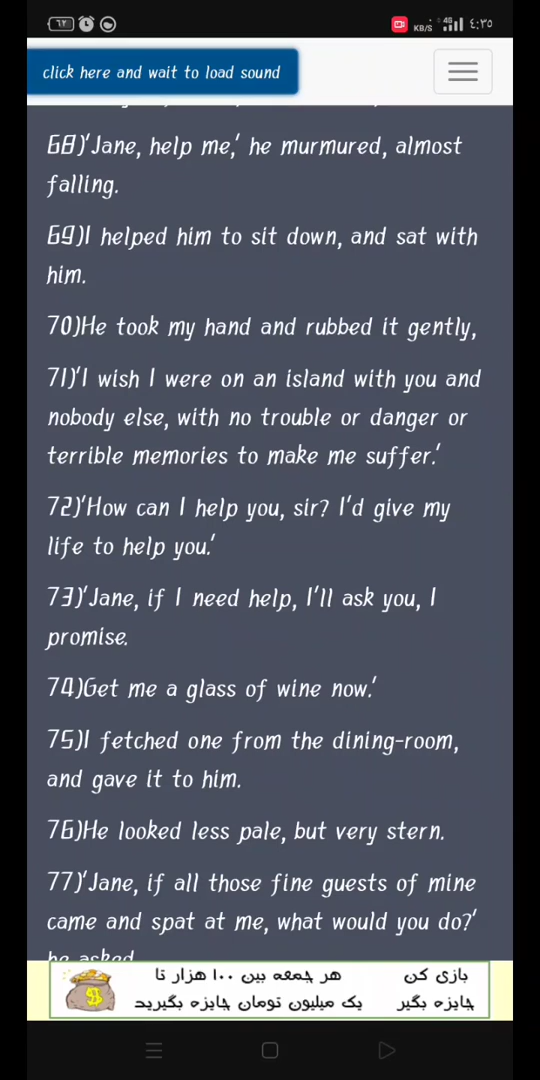 ٦٢
KB/S
4G
٤:٣٥
click here and wait to load sound
68)'Jane, help me,' he murmured, almost
falling.
69)I helped him to sit down, and sat with
him.
70)He took my hand and rubbed it gently,
71)'I wish I were on an island with you and
nobody else, with no trouble or danger or
terrible memories to make me suffer.'
72)'How can I help you, sir? I'd give my
life to help you.'
73)'Jane, if I need help, I'll ask you, I
promise.
74)Get me a glass of wine now.'
75)I fetched one from the dining-room,
and gave it to him.
76)He looked less pale, but very stern.
77)'Jane, if all those fine guests of mine
came and spat at me, what would you do?'
he asked
بازی کن
جایزه بگیر
هر جمعه بین ۱۰۰ هزار تا
یک میلیون تومان جایزه بگیرید